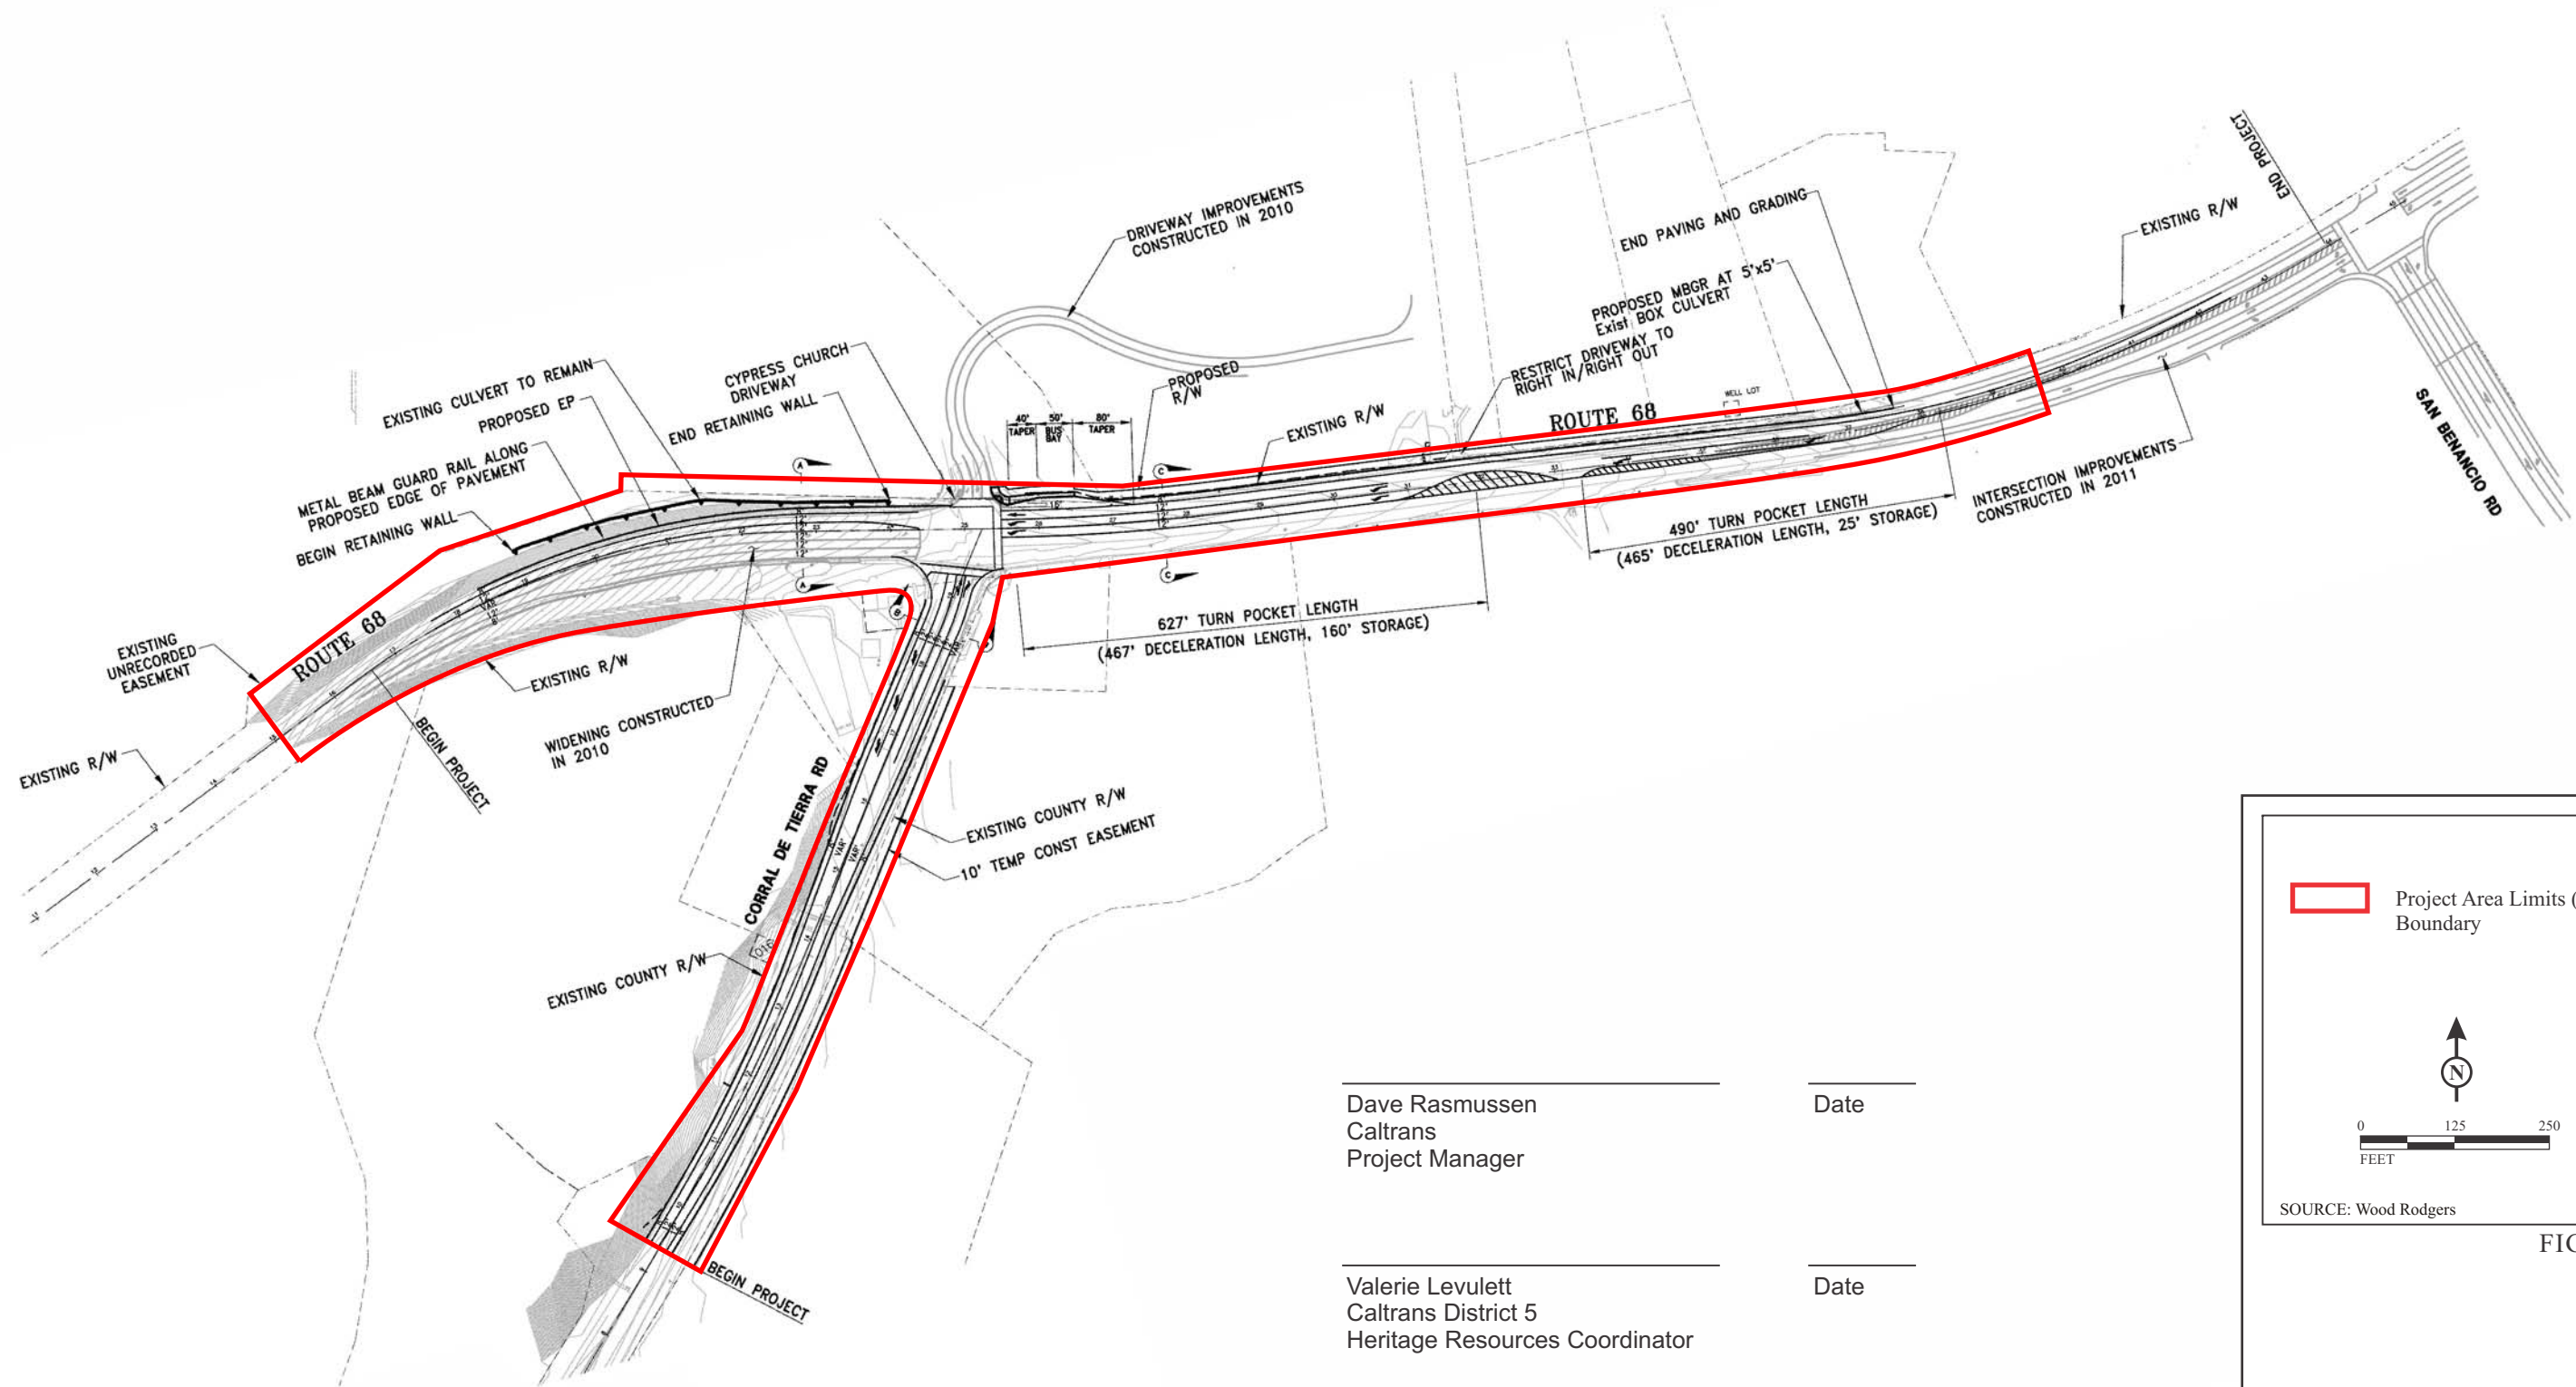 END PROJECT
DRIVEWAY IMPROVEMENTS
CONSTRUCTED IN 2010
END PAVING AND GRADING
EXISTING R/W
PROPOSED MBGR AT 5'x5'
Exist BOX CULVERT
RESTRICT DRIVEWAY TO
RIGHT IN/RIGHT OUT
EXISTING CULVERT TO REMAIN
CYPRESS CHURCH
DRIVEWAY
PROPOSED
R/W
PROPOSED EP
END RETAINING WALL
40'
TAPER
50'
BUS
BAY
80'
TAPER
EXISTING R/W
ROUTE 68
WELL LOT
SAN BENANCIO RD
METAL BEAM GUARD RAIL ALONG
PROPOSED EDGE OF PAVEMENT
BEGIN RETAINING WALL
A
C
A
C
B
490' TURN POCKET LENGTH
(465' DECELERATION LENGTH, 25' STORAGE)
INTERSECTION IMPROVEMENTS
CONSTRUCTED IN 2011
627' TURN POCKET LENGTH
(467' DECELERATION LENGTH, 160' STORAGE)
EXISTING
UNRECORDED
EASEMENT
ROUTE 68
EXISTING R/W
WIDENING CONSTRUCTED
IN 2010
BEGIN PROJECT
EXISTING R/W
CORRAL DE TIERRA RD
EXISTING COUNTY R/W
10' TEMP CONST EASEMENT
EXISTING COUNTY R/W
BEGIN PROJECT
Project Area Limits (
Boundary
N
0 125 250
FEET
SOURCE: Wood Rodgers
FIG
Dave Rasmussen
Caltrans
Project Manager
Date
Valerie Levulett
Caltrans District 5
Heritage Resources Coordinator
Date